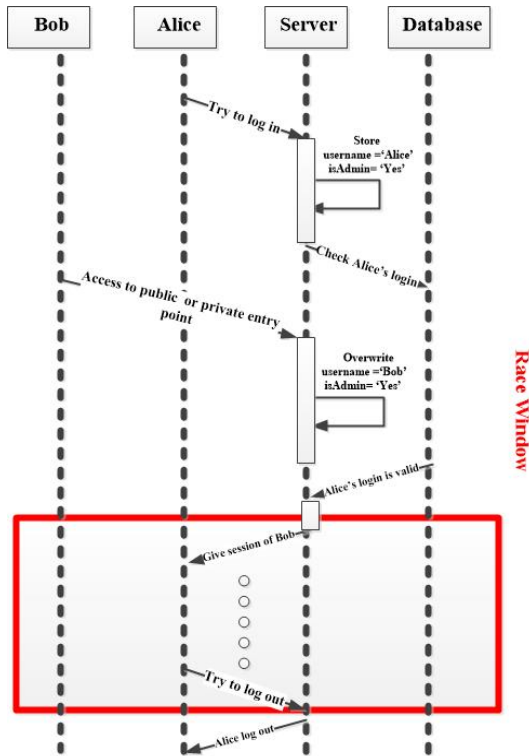 Bob
Alice
Server
Database
Try to log in
Store
username =‘Alice’
isAdmin= ‘Yes’
Check Alice’s login
Access to public or private entry
point
Overwrite
username =‘Bob’
isAdmin= ‘Yes’
Race Window
Alice’s login is valid
Give session of Bob
Try to log out
Alice log out